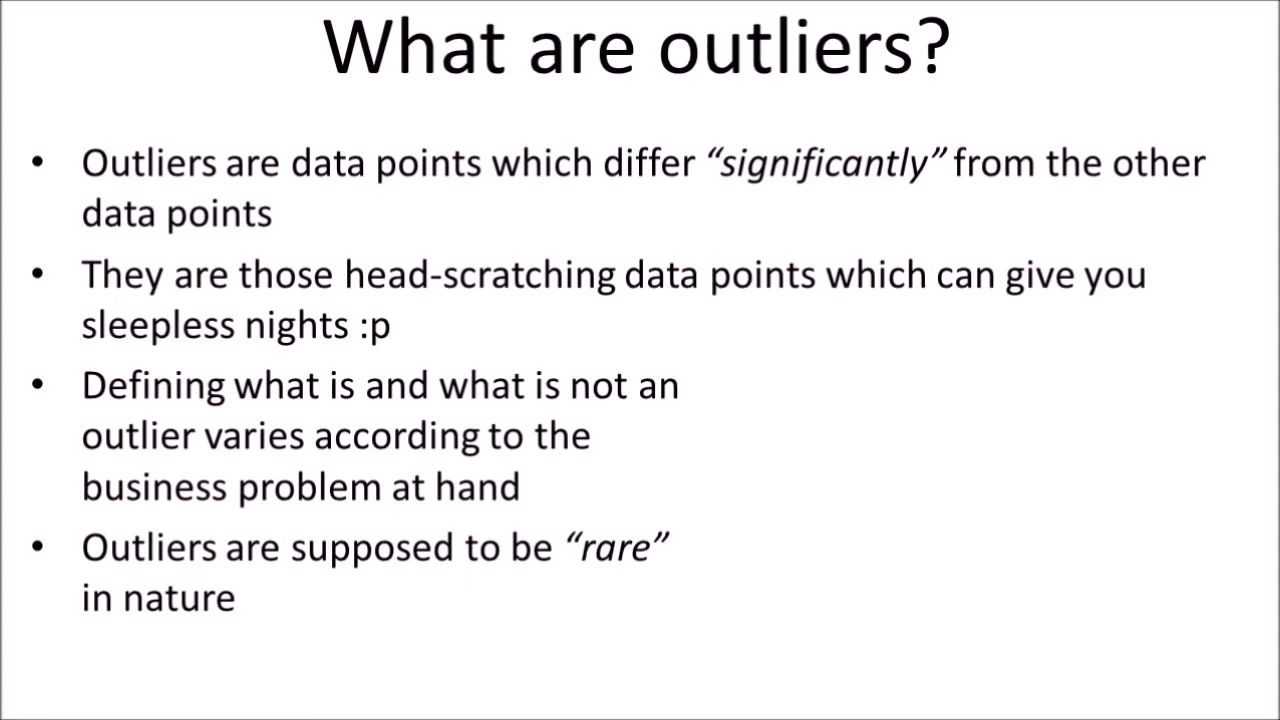 What are outliers?
• Outliers are data points which differ “significantly” from the other
data points
• They are those head-scratching data points which can give you
sleepless nights :p
• Defining what is and what is not an
outlier varies according to the
business problem at hand
• Outliers are supposed to be “rare”
in nature